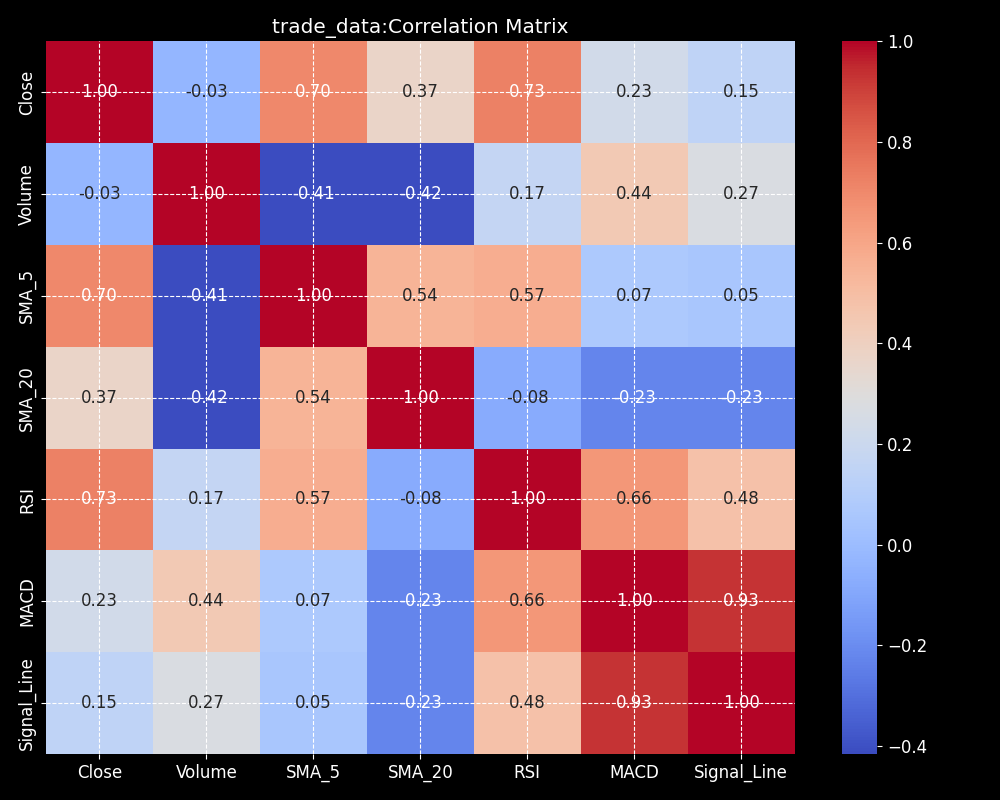 trade_data:Correlation Matrix
Close 1.00 -0.03 0.70 0.37 0.73 0.23 0.15
Volume -0.03 1.00 -0.41 -0.42 0.17 0.44 0.27
SMA_5 0.70 -0.41 1.00 0.54 0.57 0.07 0.05
SMA_20 0.37 -0.42 0.54 1.00 -0.08 -0.23 -0.23
RSI 0.73 0.17 0.57 -0.08 1.00 0.66 0.48
MACD 0.23 0.44 0.07 -0.23 0.66 1.00 0.93
Signal_Line 0.15 0.27 0.05 -0.23 0.48 0.93 1.00
Close Volume SMA_5 SMA_20 RSI MACD Signal_Line
1.0
0.8
0.6
0.4
0.2
0.0
−0.2
−0.4